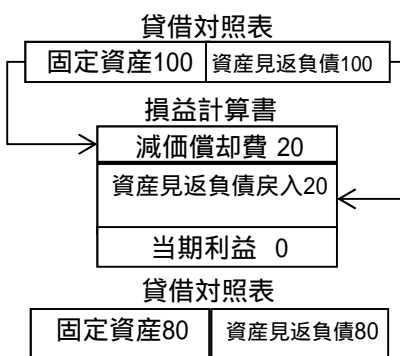 貸借対照表
固定資産100 資産見返負債100
損益計算書
減価償却費 20
資産見返負債戻入20
当期利益 0
貸借対照表
固定資産80 資産見返負債80